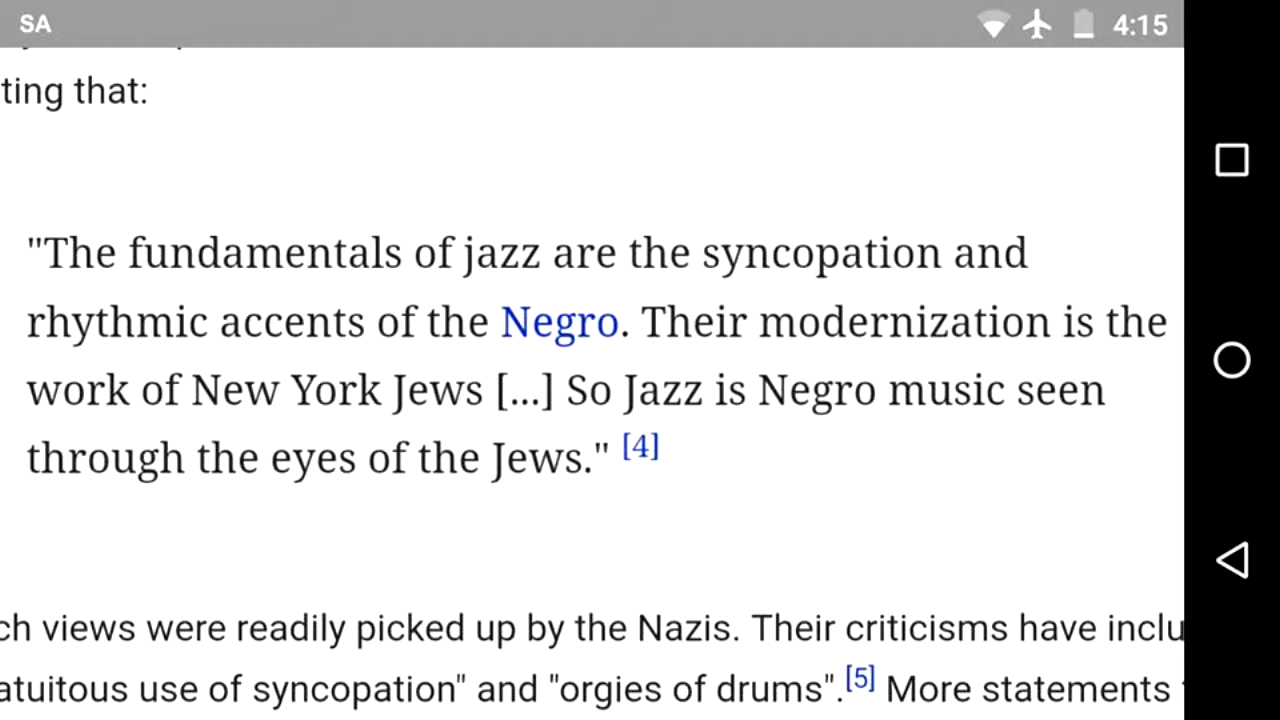 SA 4:15
ting that:
"The fundamentals of jazz are the syncopation and
rhythmic accents of the Negro. Their modernization is the
work of New York Jews [...] So Jazz is Negro music seen
through the eyes of the Jews." [4]
ch views were readily picked up by the Nazis. Their criticisms have inclu
atuitous use of syncopation" and "orgies of drums".[5] More statements